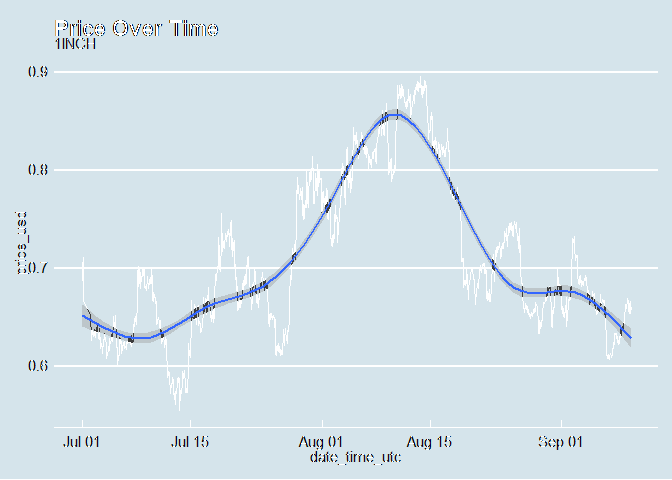 Price Over Time
1INCH
0.9
0.8
0.7
0.6
price_usd
Jul 01 Jul 15 Aug 01 Aug 15 Sep 01
date_time_utc